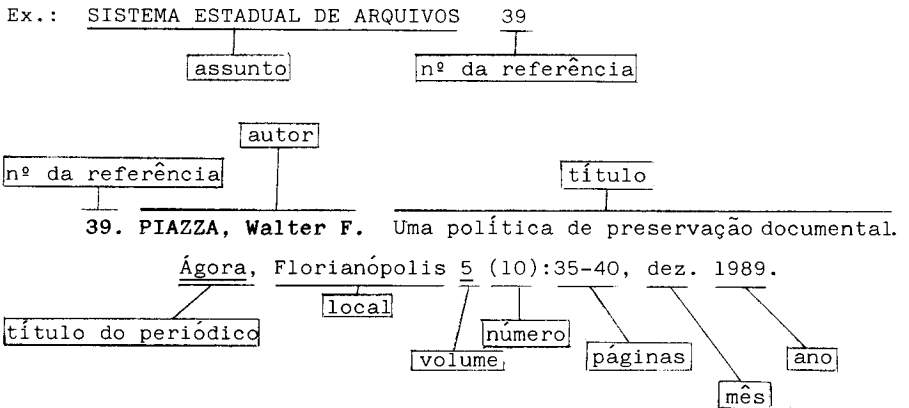 Ex.: SISTEMA ESTADUAL DE ARQUIVOS 39
assunto nº da referência
autor
nº da referência título
39. PIAZZA, Walter F. Uma política de preservação documental.
Ágora, Florianópolis 5 (10):35-40, dez. 1989.
título do periódico local volume número páginas mês ano